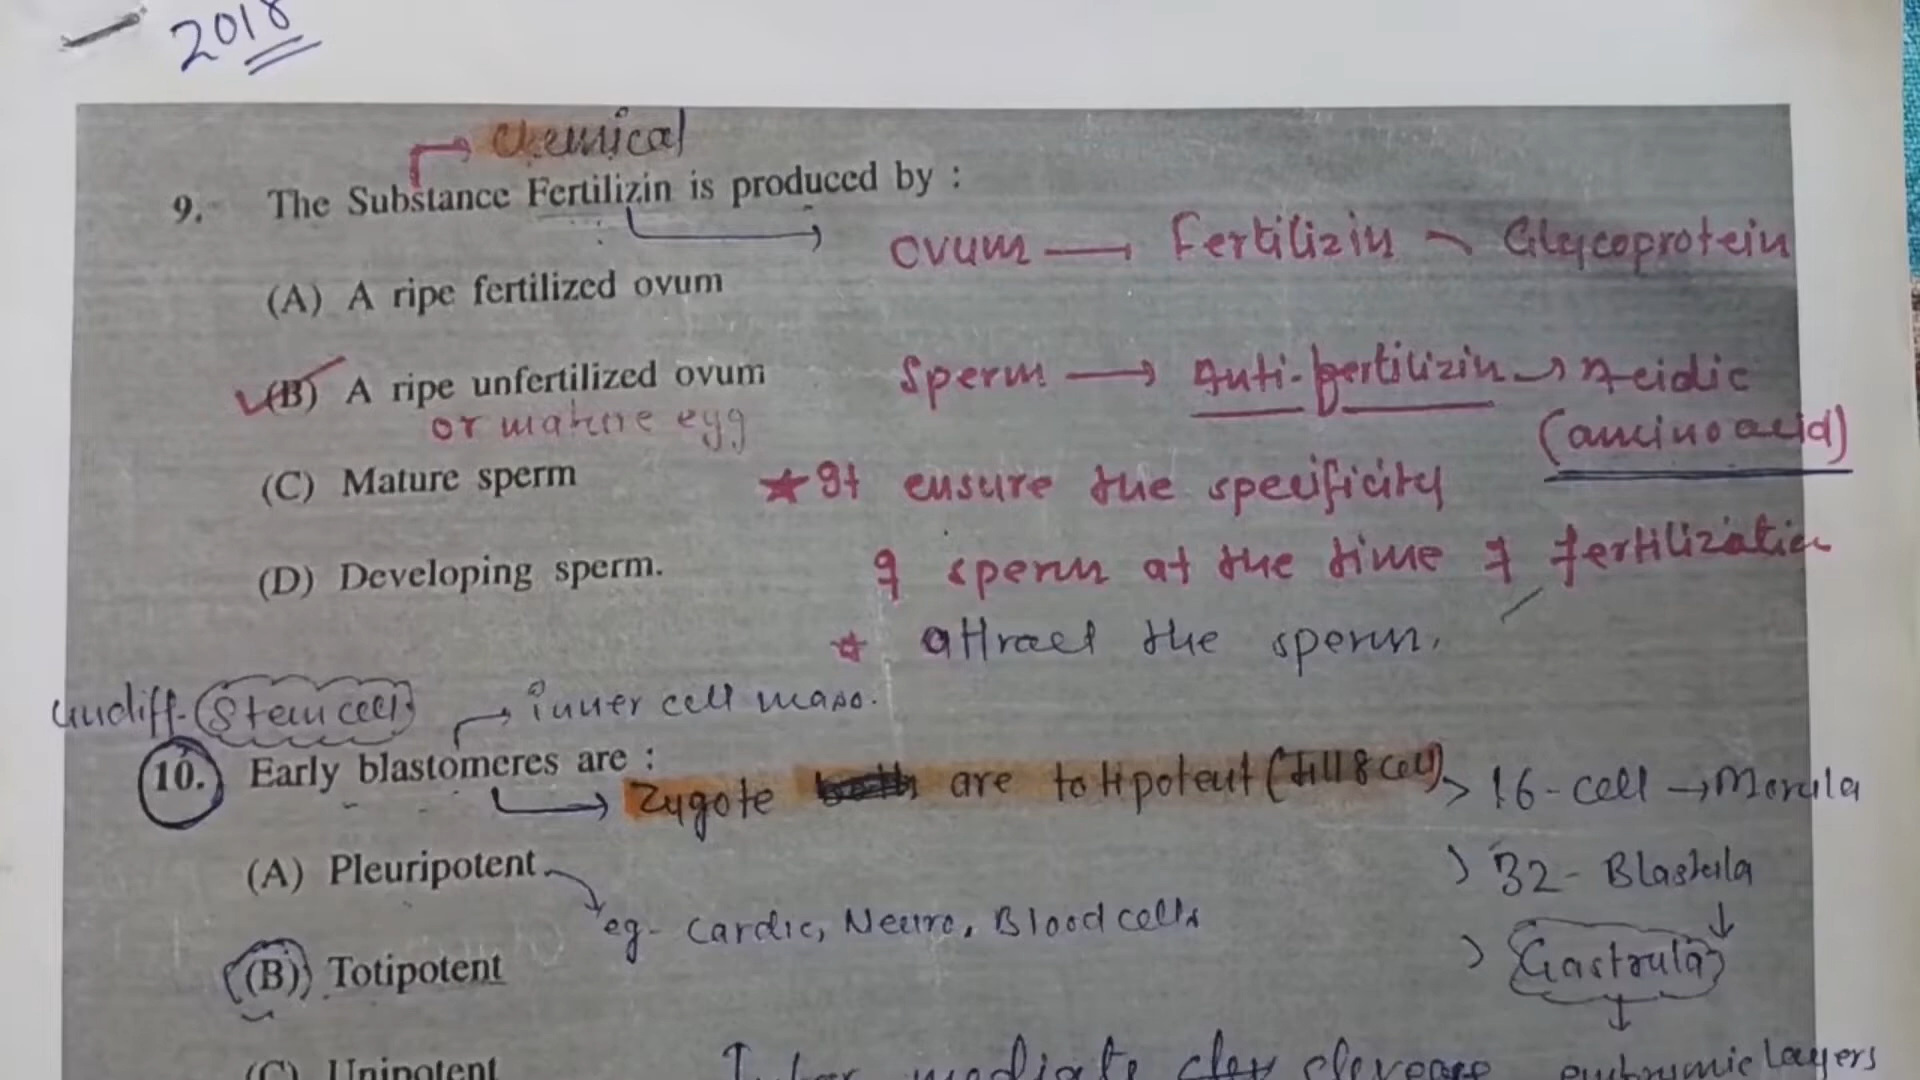 2018
chemical
9. The Substance Fertilizin is produced by :
ovum — Fertilizin - Glycoprotein
(A) A ripe fertilized ovum
(B) A ripe unfertilized ovum
or mature egg
sperm → Anti-fertilizin → Acidic
(amino acid)
(C) Mature sperm
★ It ensure the specificity
of sperm at the time of fertilization
(D) Developing sperm.
☆ attract the sperm.
undiff. Stem cell
→ inner cell mass.
10. Early blastomeres are :
→ Zygote are totipotent (till 8 cell) > 16-cell → Morula
(A) Pleuripotent
> 32- Blastula
eg- Cardic, Neuro, Blood cells
> Gastrula
(B) Totipotent
(C) Unipotent
embryonic layers